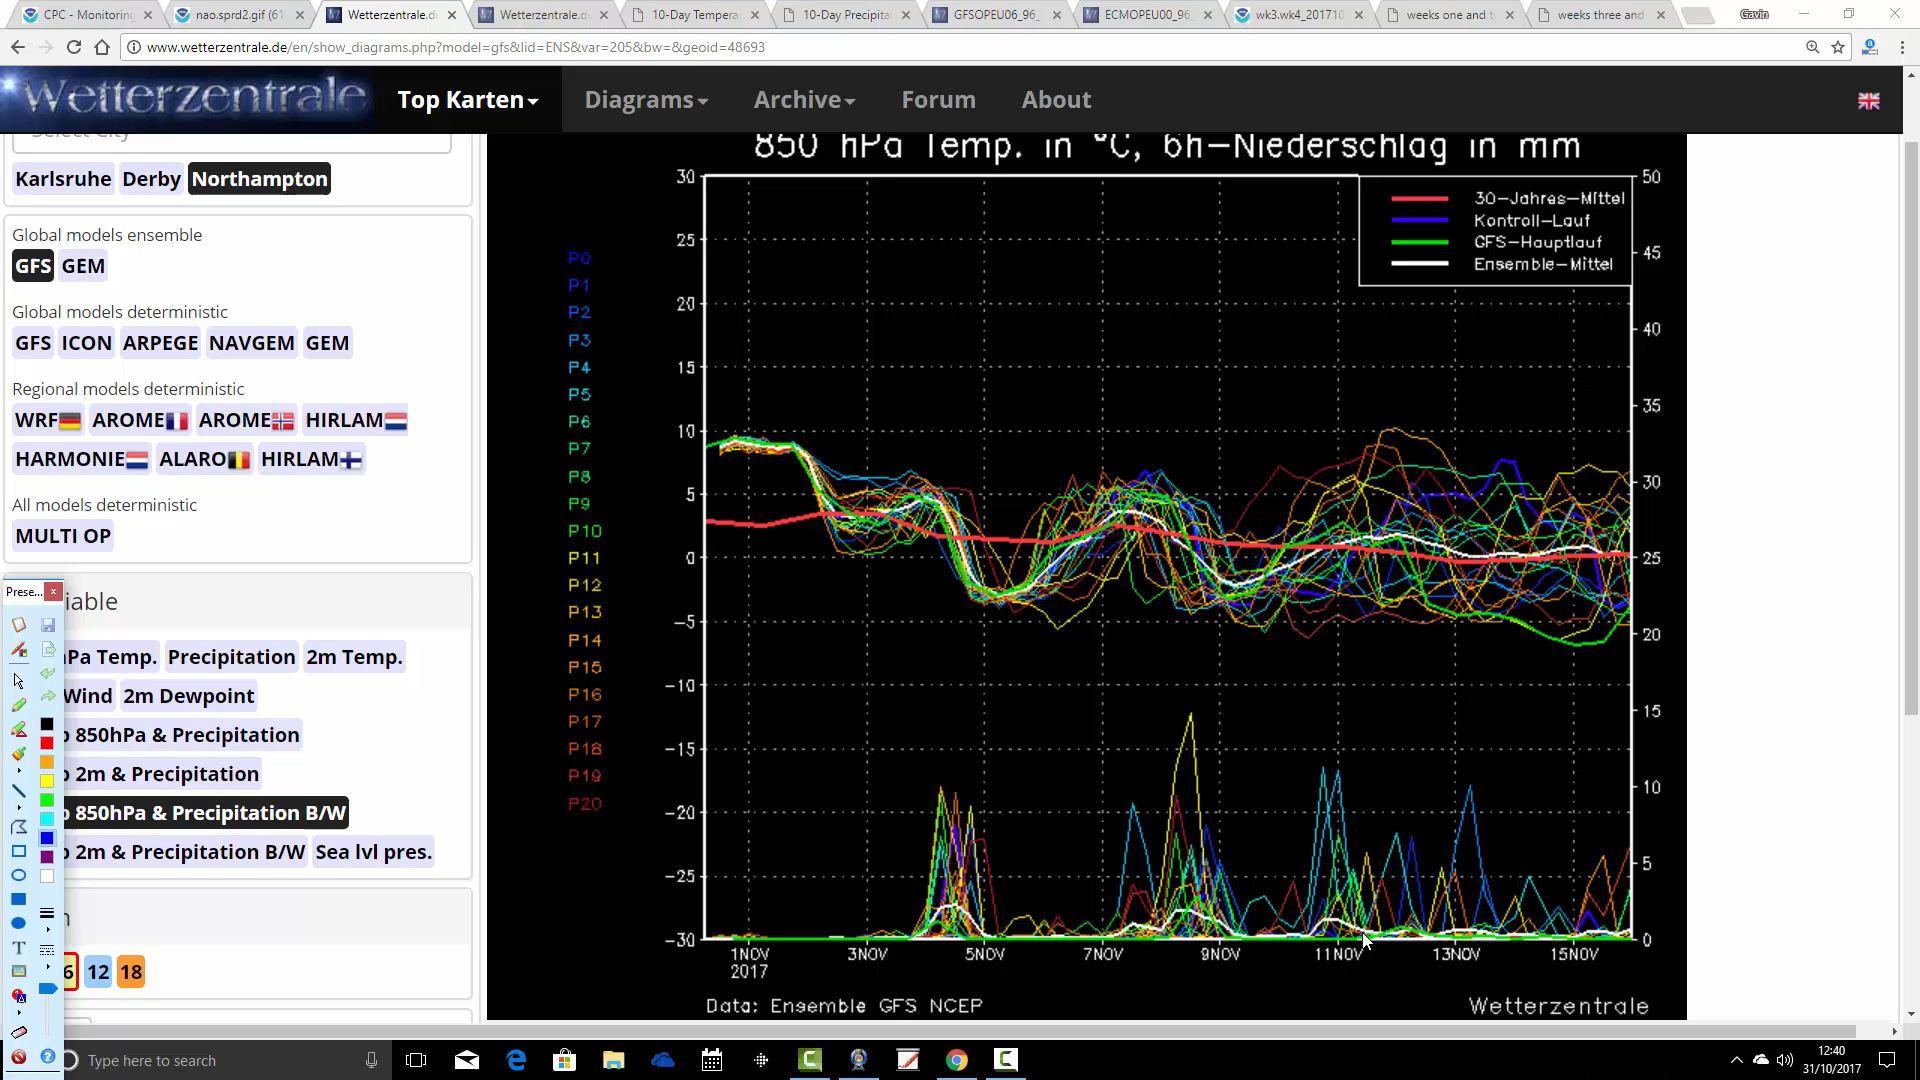 CPC - Monitoring
nao.sprd2.gif (61
Wetterzentrale.d
Wetterzentrale.d
10-Day Tempera
10-Day Precipita
GFSOPEU06_96_
ECMOPEU00_96_
wk3.wk4_201710
weeks one and t
weeks three and
Gavin
www.wetterzentrale.de/en/show_diagrams.php?model=gfs&lid=ENS&var=205&bw=&geoid=48693
Wetterzentrale
Top Karten
Diagrams
Archive
Forum
About
Select City
Karlsruhe Derby Northampton
Global models ensemble
GFS GEM
Global models deterministic
GFS ICON ARPEGE NAVGEM GEM
Regional models deterministic
WRF AROME AROME HIRLAM
HARMONIE ALARO HIRLAM
All models deterministic
MULTI OP
Prese...
iable
hPa Temp. Precipitation 2m Temp.
Wind 2m Dewpoint
p 850hPa & Precipitation
p 2m & Precipitation
p 850hPa & Precipitation B/W
p 2m & Precipitation B/W Sea lvl pres.
n
6 12 18
T
850 hPa Temp. in °C, 6h-Niederschlag in mm
30-Jahres-Mittel
Kontroll-Lauf
GFS-Hauptlauf
Ensemble-Mittel
P0
P1
P2
P3
P4
P5
P6
P7
P8
P9
P10
P11
P12
P13
P14
P15
P16
P17
P18
P19
P20
30
25
20
15
10
5
0
-5
-10
-15
-20
-25
-30
50
45
40
35
30
25
20
15
10
5
0
1NOV 3NOV 5NOV 7NOV 9NOV 11NOV 13NOV 15NOV
2017
Data: Ensemble GFS NCEP
Wetterzentrale
Type here to search
12:40
31/10/2017